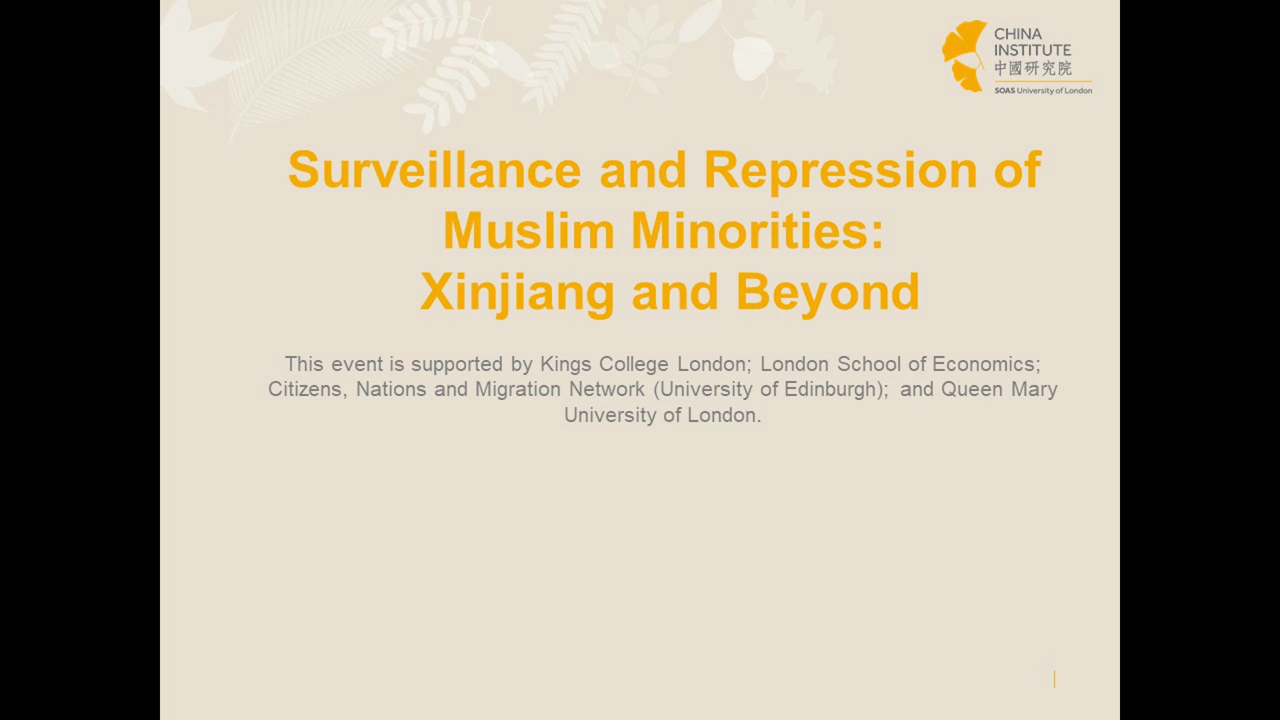 CHINA
INSTITUTE
中國研究院
SOAS University of London
Surveillance and Repression of
Muslim Minorities:
Xinjiang and Beyond
This event is supported by Kings College London; London School of Economics;
Citizens, Nations and Migration Network (University of Edinburgh); and Queen Mary
University of London.